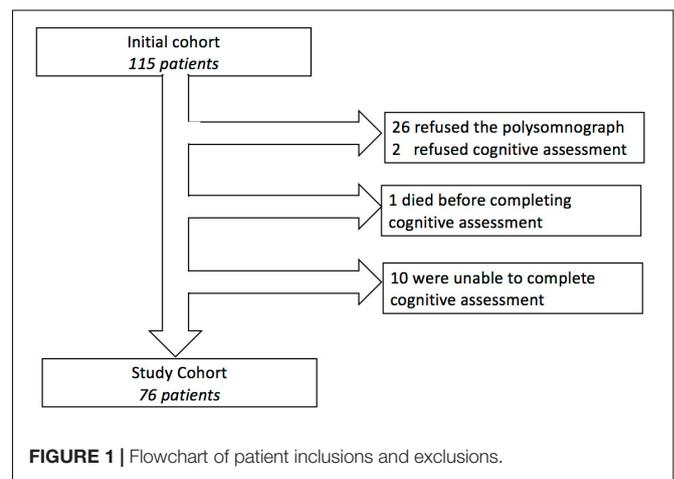 Initial cohort
115 patients
26 refused the polysomnograph
2 refused cognitive assessment
1 died before completing
cognitive assessment
10 were unable to complete
cognitive assessment
Study Cohort
76 patients
FIGURE 1 | Flowchart of patient inclusions and exclusions.